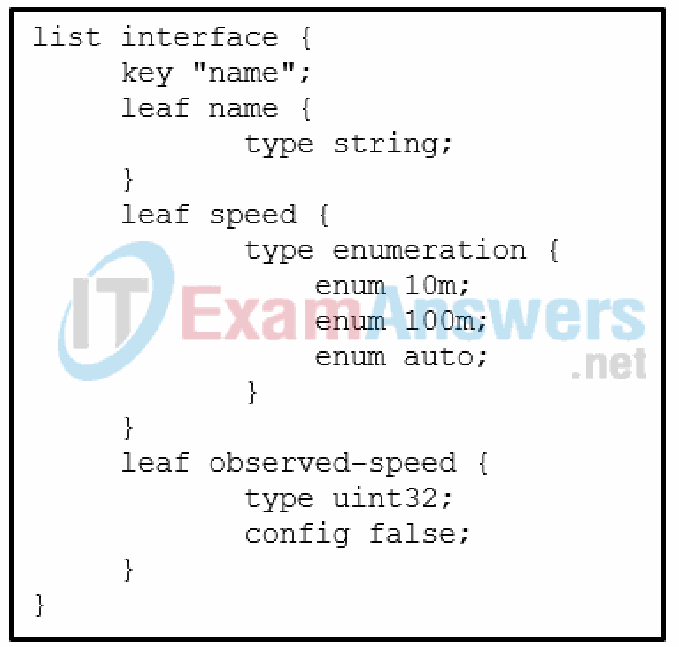 list interface {
key "name";
leaf name {
type string;
}
leaf speed {
type enumeration {
enum 10m;
enum 100m;
enum auto;
}
}
leaf observed-speed {
type uint32;
config false;
}
}
ITExamAnswers
.net